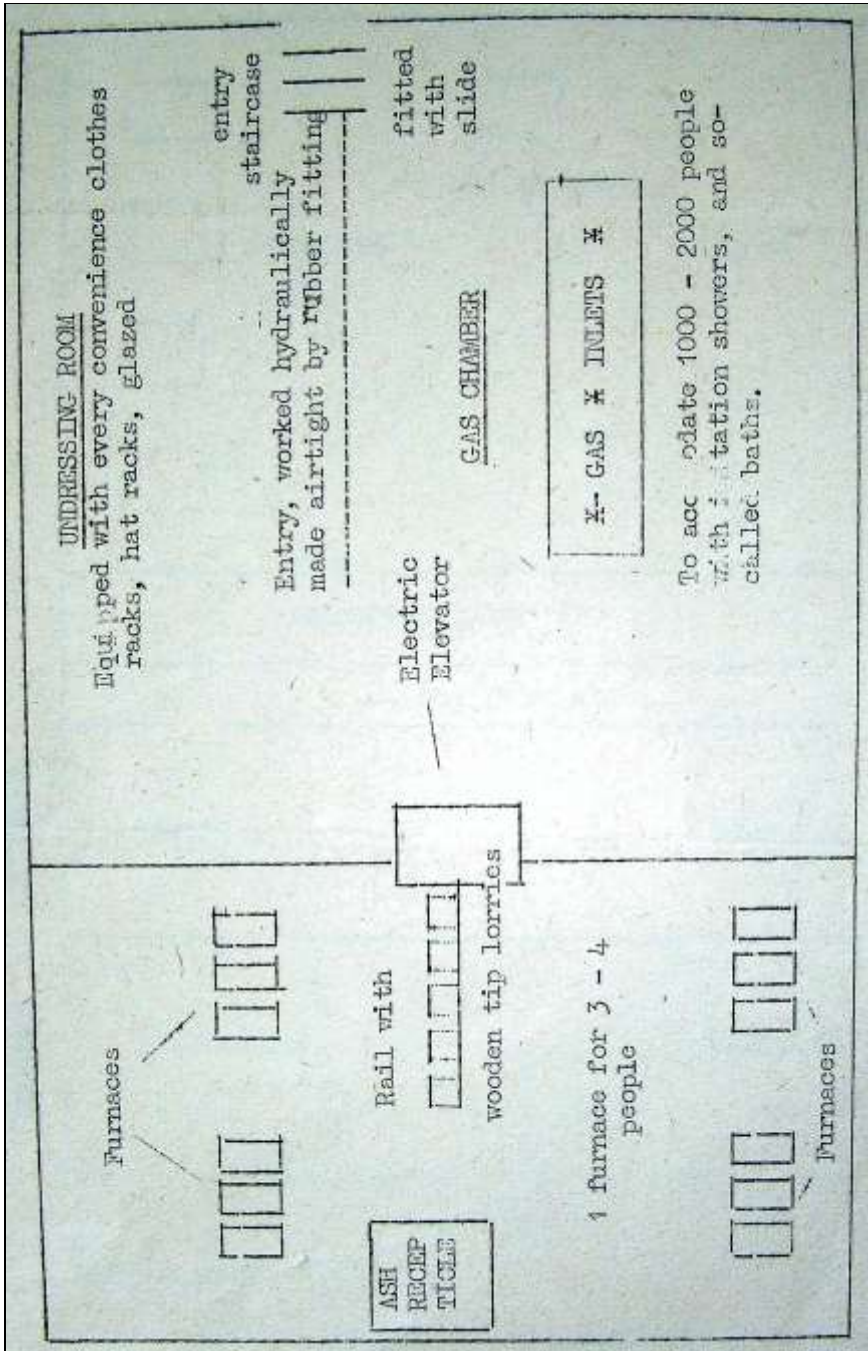 UNDRESSING ROOM
Equipped with every convenience clothes
racks, hat racks, glazed
entry
staircase
Entry, worked hydraulically
made airtight by rubber fitting
fitted
with
slide
GAS CHAMBER
X- GAS X INLETS X
To acc odate 1000 - 2000 people
with i tation showers, and so-
called baths.
Electric
Elevator
Furnaces
Rail with
wooden tip lorries
1 furnace for 3 - 4
people
ASH
RECEP
TICLE
Furnaces